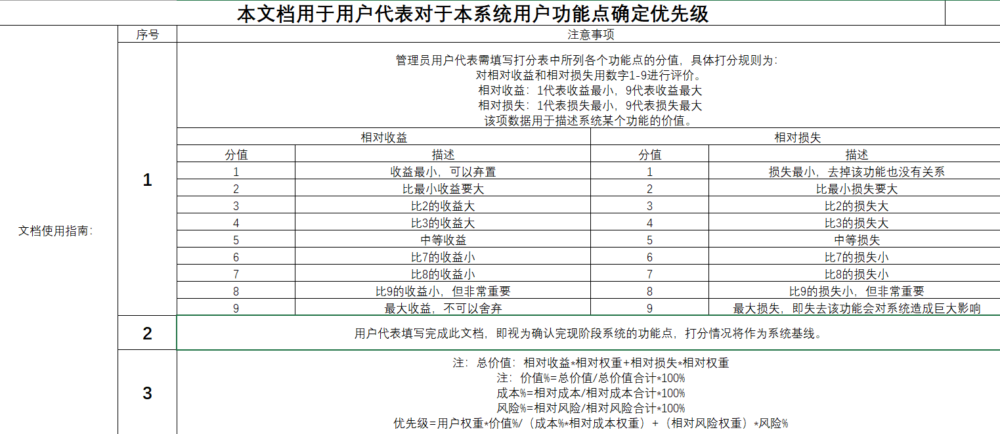 本文档用于用户代表对于本系统用户功能点确定优先级
序号 注意事项
文档使用指南：
1
管理员用户代表需填写打分表中所列各个功能点的分值，具体打分规则为：
对相对收益和相对损失用数字1-9进行评价。
相对收益：1代表收益最小，9代表收益最大
相对损失：1代表损失最小，9代表损失最大
该项数据用于描述系统某个功能的价值。
相对收益 相对损失
分值 描述 分值 描述
1 收益最小，可以弃置 1 损失最小，去掉该功能也没有关系
2 比最小收益要大 2 比最小损失要大
3 比2的收益大 3 比2的损失大
4 比3的收益大 4 比3的损失大
5 中等收益 5 中等损失
6 比7的收益小 6 比7的损失小
7 比8的收益小 7 比8的损失小
8 比9的收益小，但非常重要 8 比9的损失小，但非常重要
9 最大收益，不可以舍弃 9 最大损失，即失去该功能会对系统造成巨大影响
2 用户代表填写完成此文档，即视为确认完现阶段系统的功能点，打分情况将作为系统基线。
3
注：总价值：相对收益*相对权重+相对损失*相对权重
注：价值%=总价值/总价值合计*100%
成本%=相对成本/相对成本合计*100%
风险%=相对风险/相对风险合计*100%
优先级=用户权重*价值%/（成本%*相对成本权重）+（相对风险权重）*风险%